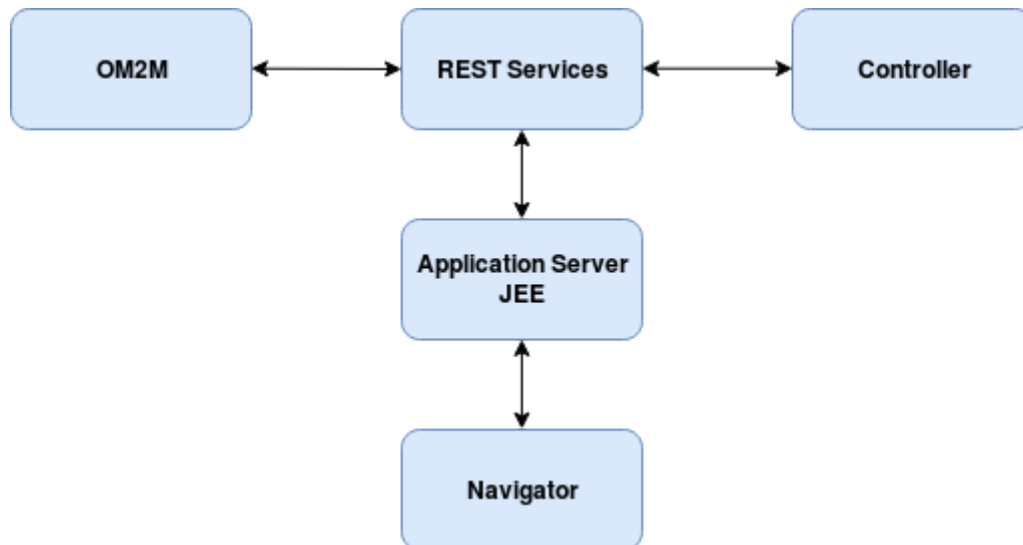 OM2M
REST Services
Controller
Application Server
JEE
Navigator